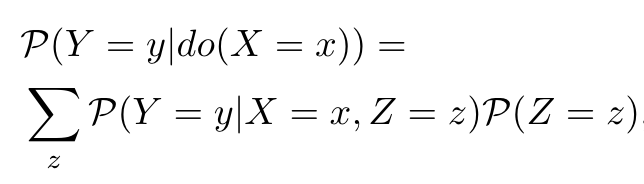 𝒫(Y = y|do(X = x)) =
∑_z 𝒫(Y = y|X = x, Z = z)𝒫(Z = z).